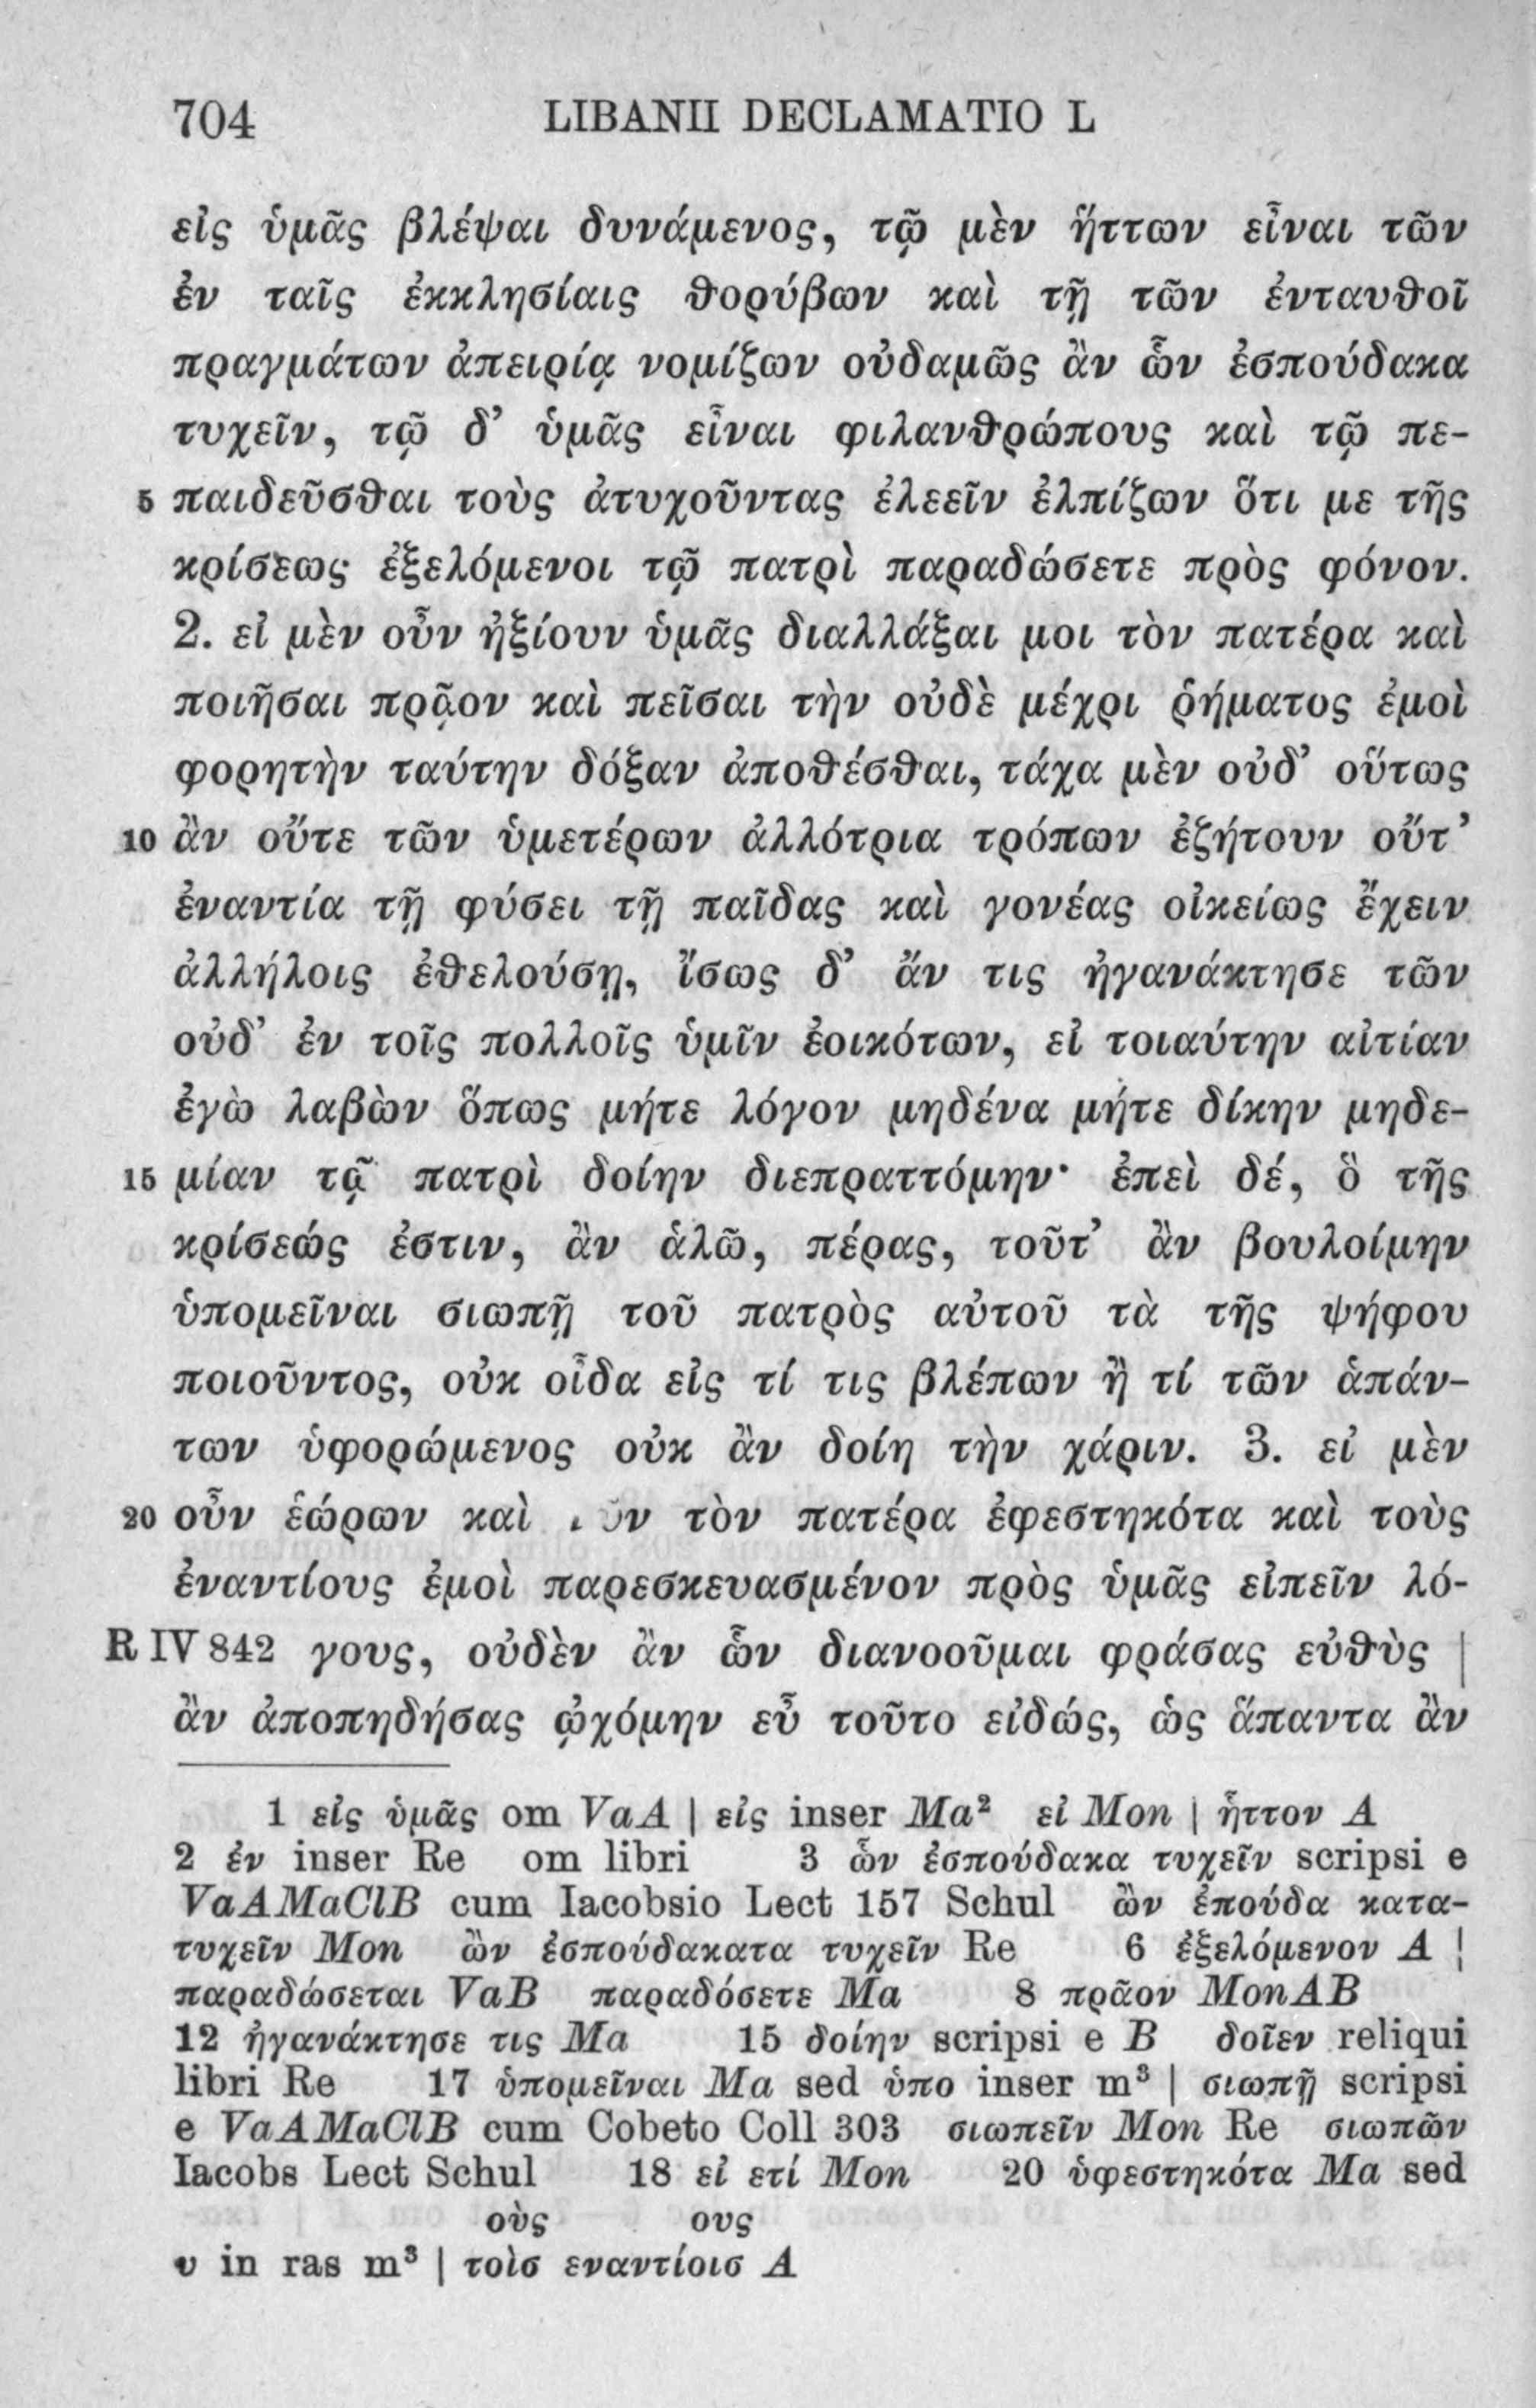 704 LIBANII DECLAMATIO L
εἰς ὑμᾶς βλέψαι δυνάμενος, τῷ μὲν ἥττων εἶναι τῶν
ἐν ταῖς ἐκκλησίαις θορύβων καὶ τῇ τῶν ἐνταυθοῖ
πραγμάτων ἀπειρίᾳ νομίζων οὐδαμῶς ἂν ὧν ἐσπούδακα
τυχεῖν, τῷ δ’ ὑμᾶς εἶναι φιλανθρώπους καὶ τῷ πε-
5 παιδεῦσθαι τοὺς ἀτυχοῦντας ἐλεεῖν ἐλπίζων ὅτι με τῆς
κρίσεως ἐξελόμενοι τῷ πατρὶ παραδώσετε πρὸς φόνον.
2. εἰ μὲν οὖν ἠξίουν ὑμᾶς διαλλάξαι μοι τὸν πατέρα καὶ
ποιῆσαι πρᾷον καὶ πεῖσαι τὴν οὐδὲ μέχρι ῥήματος ἐμοὶ
φορητὴν ταύτην δόξαν ἀποθέσθαι, τάχα μὲν οὐδ’ οὕτως
10 ἂν οὔτε τῶν ὑμετέρων ἀλλότρια τρόπων ἐζήτουν οὔτ’
ἐναντία τῇ φύσει τῇ παῖδας καὶ γονέας οἰκείως ἔχειν
ἀλλήλοις ἐθελούσῃ, ἴσως δ’ ἄν τις ἠγανάκτησε τῶν
οὐδ’ ἐν τοῖς πολλοῖς ὑμῖν ἐοικότων, εἰ τοιαύτην αἰτίαν
ἐγὼ λαβὼν ὅπως μήτε λόγον μηδένα μήτε δίκην μηδε-
15 μίαν τῷ πατρὶ δοίην διεπραττόμην· ἐπεὶ δέ, ὃ τῆς
κρίσεώς ἐστιν, ἂν ἁλῶ, πέρας, τοῦτ’ ἂν βουλοίμην
ὑπομεῖναι σιωπῇ τοῦ πατρὸς αὐτοῦ τὰ τῆς ψήφου
ποιοῦντος, οὐκ οἶδα εἰς τί τις βλέπων ἢ τί τῶν ἁπάν-
των ὑφορώμενος οὐκ ἂν δοίη τὴν χάριν. 3. εἰ μὲν
20 οὖν ἑώρων καὶ τὸν πατέρα ἐφεστηκότα καὶ τοὺς
ἐναντίους ἐμοὶ παρεσκευασμένον πρὸς ὑμᾶς εἰπεῖν λό-
R IV 842 γους, οὐδὲν ἂν ὧν διανοοῦμαι φράσας εὐθὺς |
ἂν ἀποπηδήσας ᾠχόμην εὖ τοῦτο εἰδώς, ὡς ἅπαντα ἂν
1 εἰς ὑμᾶς om VaA | εἰς inser Ma² εἰ Mon | ἧττον A
2 ἐν inser Re om libri 3 ὧν ἐσπούδακα τυχεῖν scripsi e
VaAMaClB cum Iacobsio Lect 157 Schul ὢν ἐπούδα κατα-
τυχεῖν Mon ὢν ἐσπούδακατα τυχεῖν Re 6 ἐξελόμενον A |
παραδώσεται VaB παραδόσετε Ma 8 πρᾶον MonAB
12 ἠγανάκτησε τις Ma 15 δοίην scripsi e B δοῖεν reliqui
libri Re 17 ὑπομεῖναι Ma sed ὑπο inser m³ | σιωπῇ scripsi
e VaAMaClB cum Cobeto Coll 303 σιωπεῖν Mon Re σιωπῶν
Iacobs Lect Schul 18 εἰ ετί Mon 20 ὑφεστηκότα Ma sed
οὺς ους
υ in ras m³ | τοὶσ εναντίοισ A